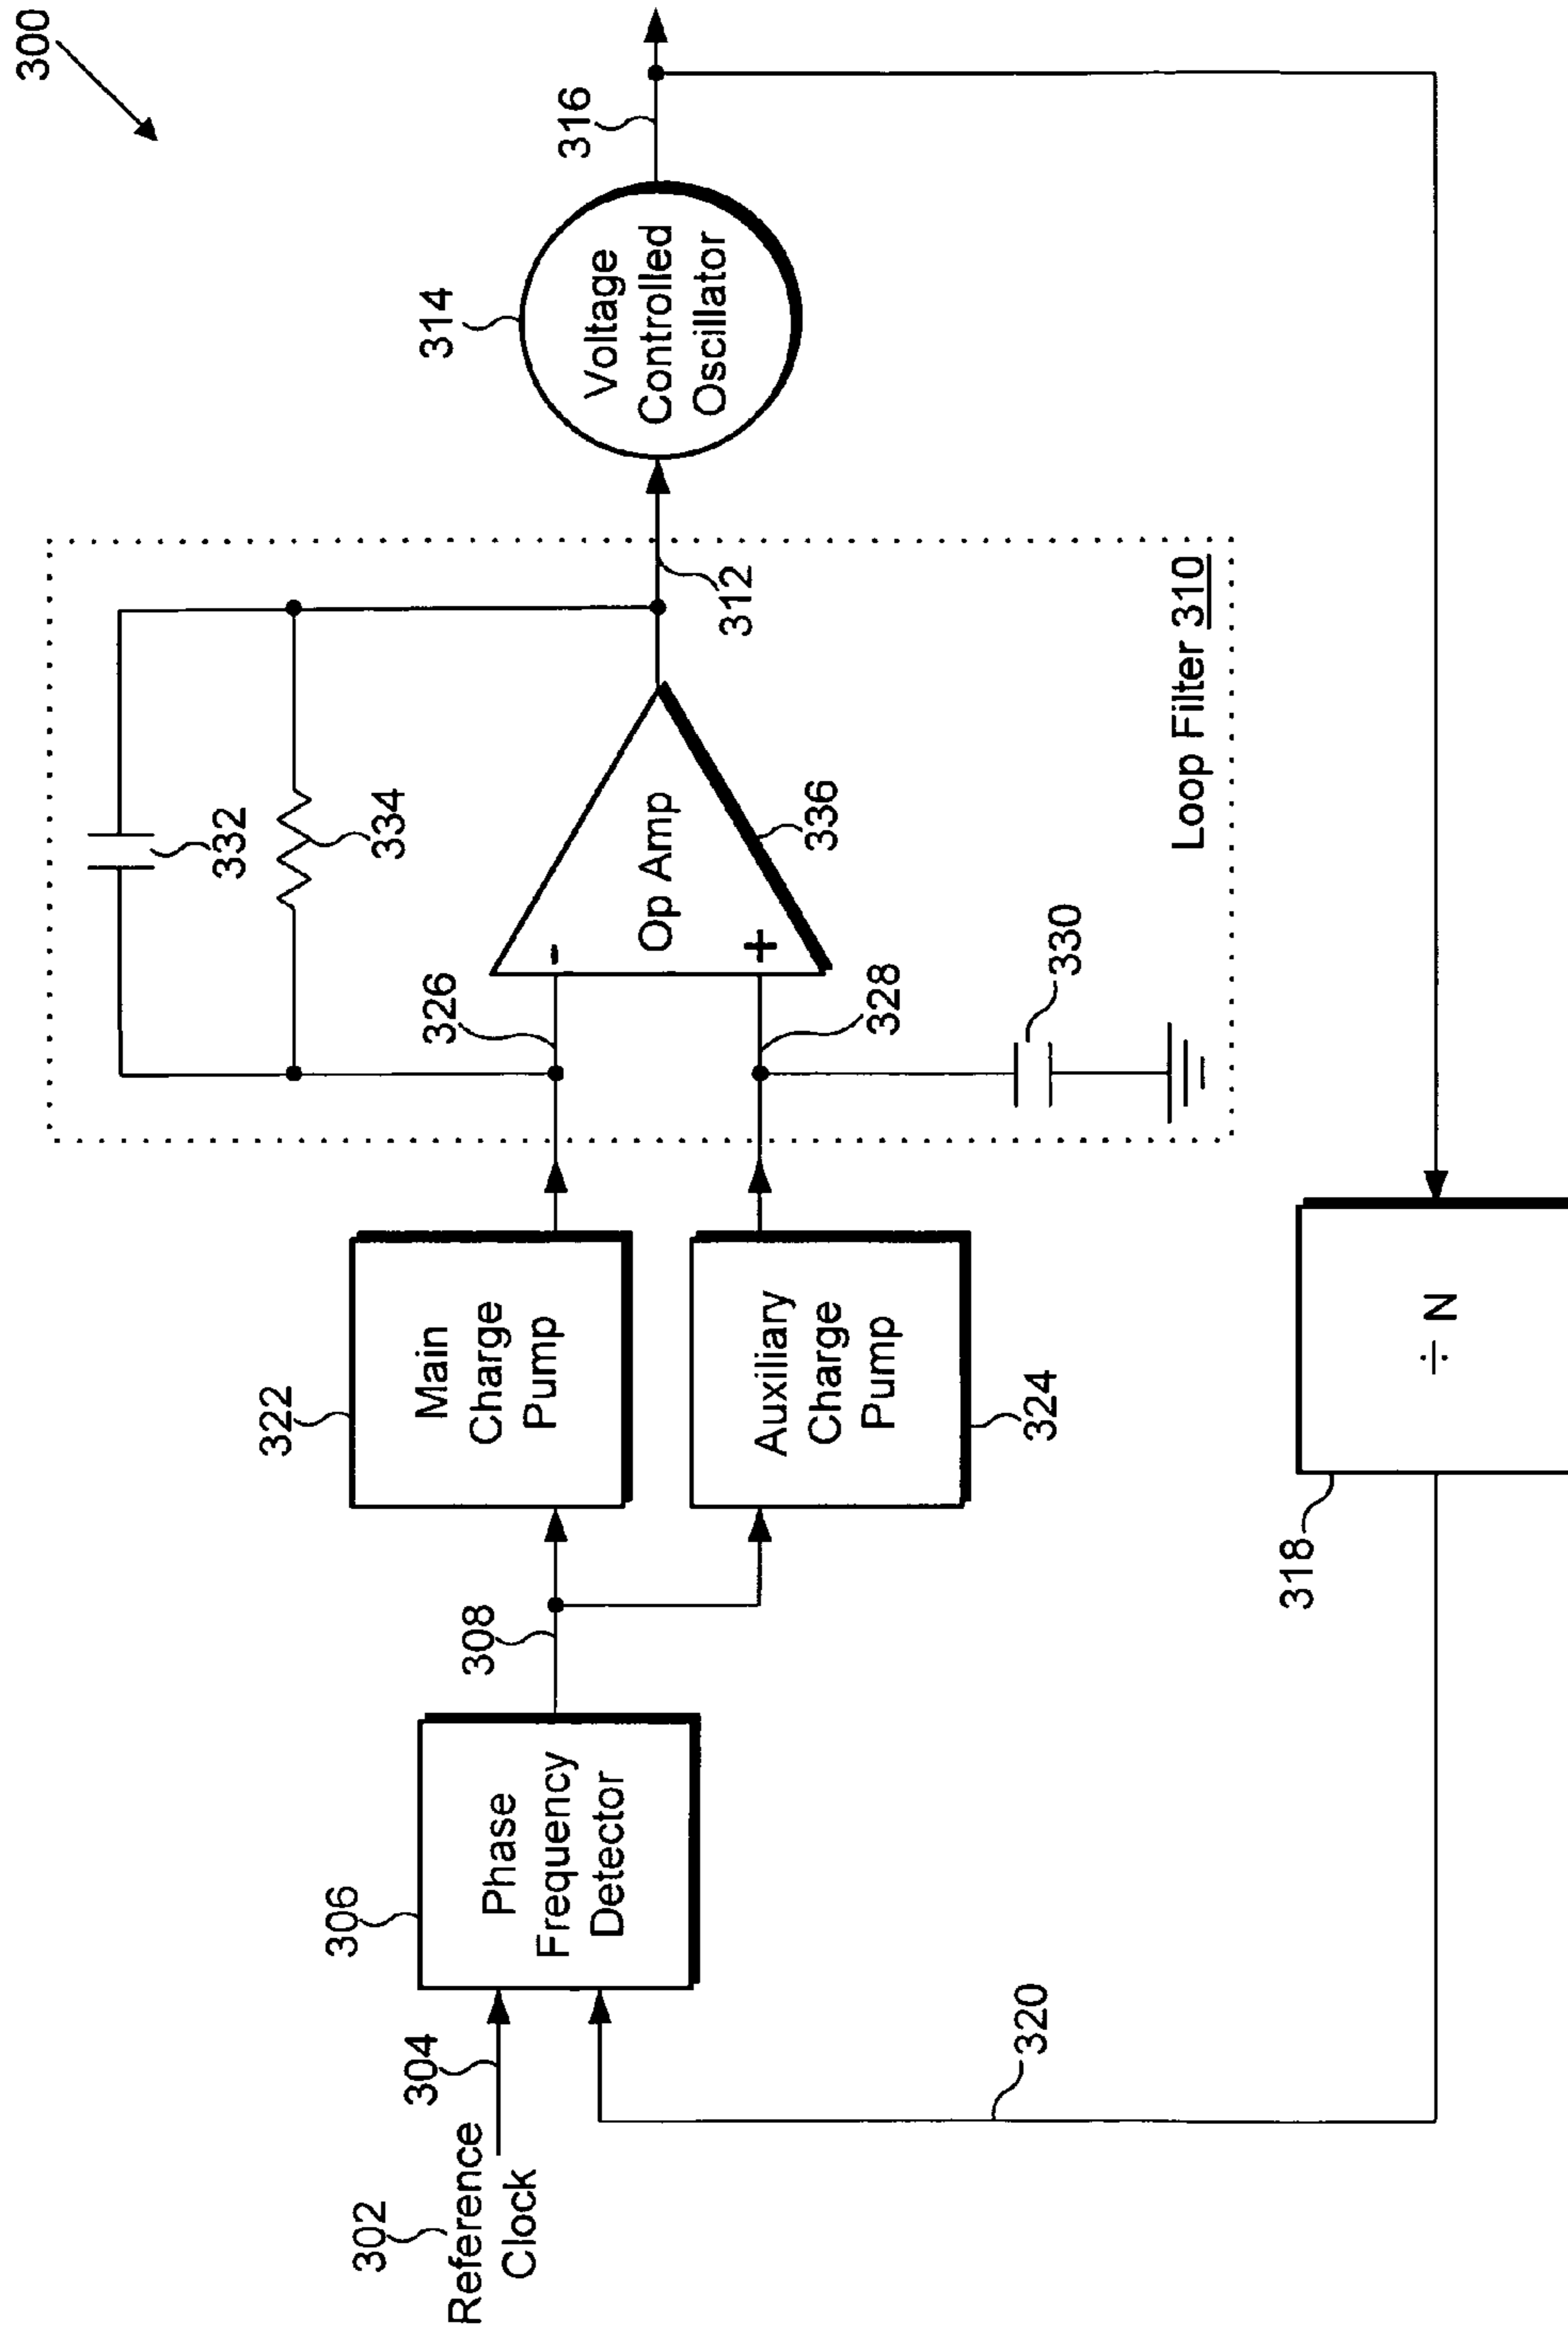 300
332
334
Loop Filter 310
322
Main
Charge
Pump
326
-
Op Amp
+
336
328
330
312
314
Voltage
Controlled
Oscillator
316
302
Reference
Clock
304
306
Phase
Frequency
Detector
308
Auxiliary
Charge
Pump
324
318
÷ N
320